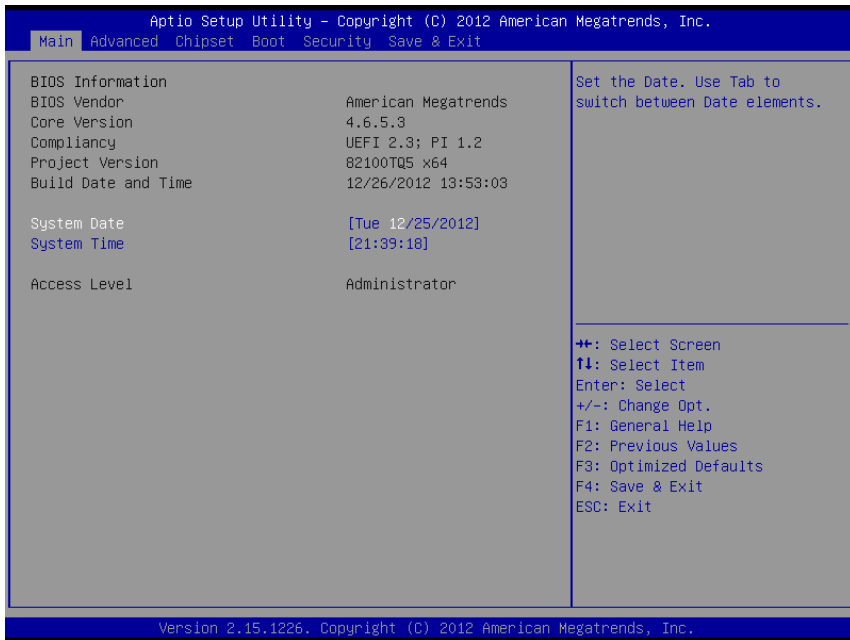 Aptio Setup Utility – Copyright (C) 2012 American Megatrends, Inc.
Main Advanced Chipset Boot Security Save & Exit
BIOS Information
BIOS Vendor American Megatrends
Core Version 4.6.5.3
Compliancy UEFI 2.3; PI 1.2
Project Version 82100TQ5 x64
Build Date and Time 12/26/2012 13:53:03
System Date [Tue 12/25/2012]
System Time [21:39:18]
Access Level Administrator
Set the Date. Use Tab to
switch between Date elements.
→←: Select Screen
↑↓: Select Item
Enter: Select
+/-: Change Opt.
F1: General Help
F2: Previous Values
F3: Optimized Defaults
F4: Save & Exit
ESC: Exit
Version 2.15.1226. Copyright (C) 2012 American Megatrends, Inc.